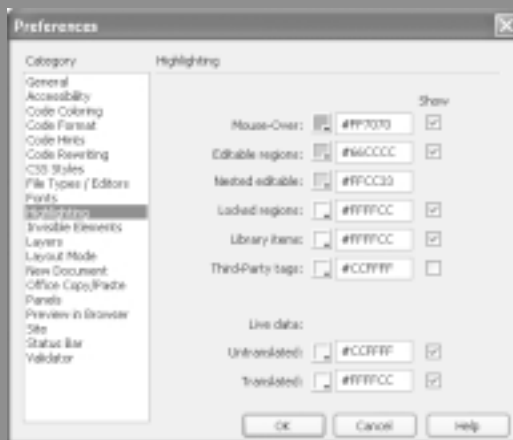 Preferences
Category
Highlighting
General
Accessibility
Code Coloring
Code Format
Code Hints
Code Rewriting
CSS Styles
File Types / Editors
Fonts
Highlighting
Invisible Elements
Layers
Layout Mode
New Document
Office Copy/Paste
Panels
Preview in Browser
Site
Status Bar
Validator
Show
Mouse-Over: #FF7070
Editable regions: #66CCCC
Nested editable: #FFCC33
Locked regions: #FFFFCC
Library items: #FFFFCC
Third-Party tags: #CCFFFF
Live data:
Untranslated: #CCFFFF
Translated: #FFFFCC
OK Cancel Help